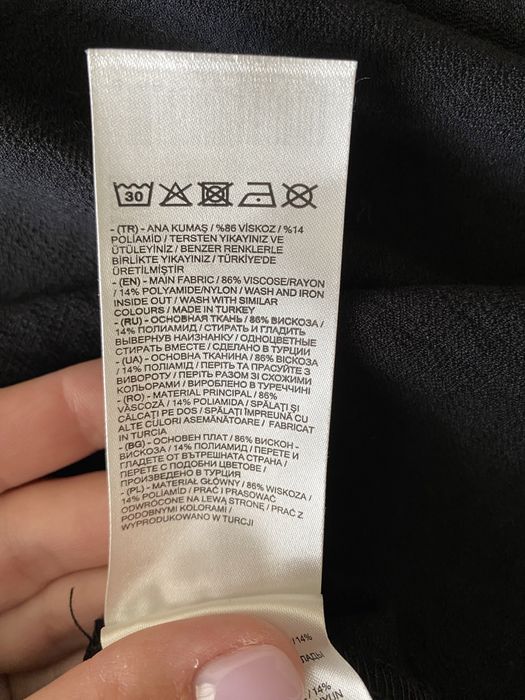 30
- (TR) - ANA KUMAŞ / %86 VİSKOZ / %14
POLİAMİD / TERSTEN YIKAYINIZ VE
ÜTÜLEYİNİZ / BENZER RENKLERLE
BİRLİKTE YIKAYINIZ / TÜRKİYE'DE
ÜRETİLMİŞTİR
- (EN) - MAIN FABRIC / 86% VISCOSE/RAYON
/ 14% POLYAMIDE/NYLON / WASH AND IRON
INSIDE OUT / WASH WITH SIMILAR
COLOURS / MADE IN TURKEY
- (RU) - ОСНОВНАЯ ТКАНЬ / 86% ВИСКОЗА /
14% ПОЛИАМИД / СТИРАТЬ И ГЛАДИТЬ
ВЫВЕРНУВ НАИЗНАНКУ / ОДНОЦВЕТНЫЕ
СТИРАТЬ ВМЕСТЕ / СДЕЛАНО В ТУРЦИИ
- (UA) - ОСНОВНА ТКАНИНА / 86% ВІСКОЗА
/ 14% ПОЛІАМІД / ПЕРІТЬ ТА ПРАСУЙТЕ З
ВИВОРОТУ / ПЕРІТЬ РАЗОМ ЗІ СХОЖИМИ
КОЛЬОРАМИ / ВИРОБЛЕНО В ТУРЕЧЧИНІ
- (RO) - MATERIAL PRINCIPAL / 86%
VÂSCOZĂ / 14% POLIAMIDA / SPĂLAȚI ȘI
CĂLCAȚI PE DOS / SPĂLAȚI ÎMPREUNĂ CU
ALTE CULORI ASEMĂNĂTOARE / FABRICAT
IN TURCIA
- (BG) - ОСНОВЕН ПЛАТ / 86% ВИСКОН -
ВИСКОЗА / 14% ПОЛИАМИД / ПЕРЕТЕ И
ГЛАДЕТЕ ОТ ВЪТРЕШНАТА СТРАНА /
ПЕРЕТЕ С ПОДОБНИ ЦВЕТОВЕ /
ПРОИЗВЕДЕНО В ТУРЦИЯ
- (PL) - MATERIAŁ GŁÓWNY / 86% WISKOZA /
14% POLIAMID / PRAĆ I PRASOWAĆ
ODWRÓCONE NA LEWĄ STRONĘ / PRAĆ Z
PODOBNYMI KOLORAMI /
WYPRODUKOWANO W TURCJI
/ 14%
/ 14%